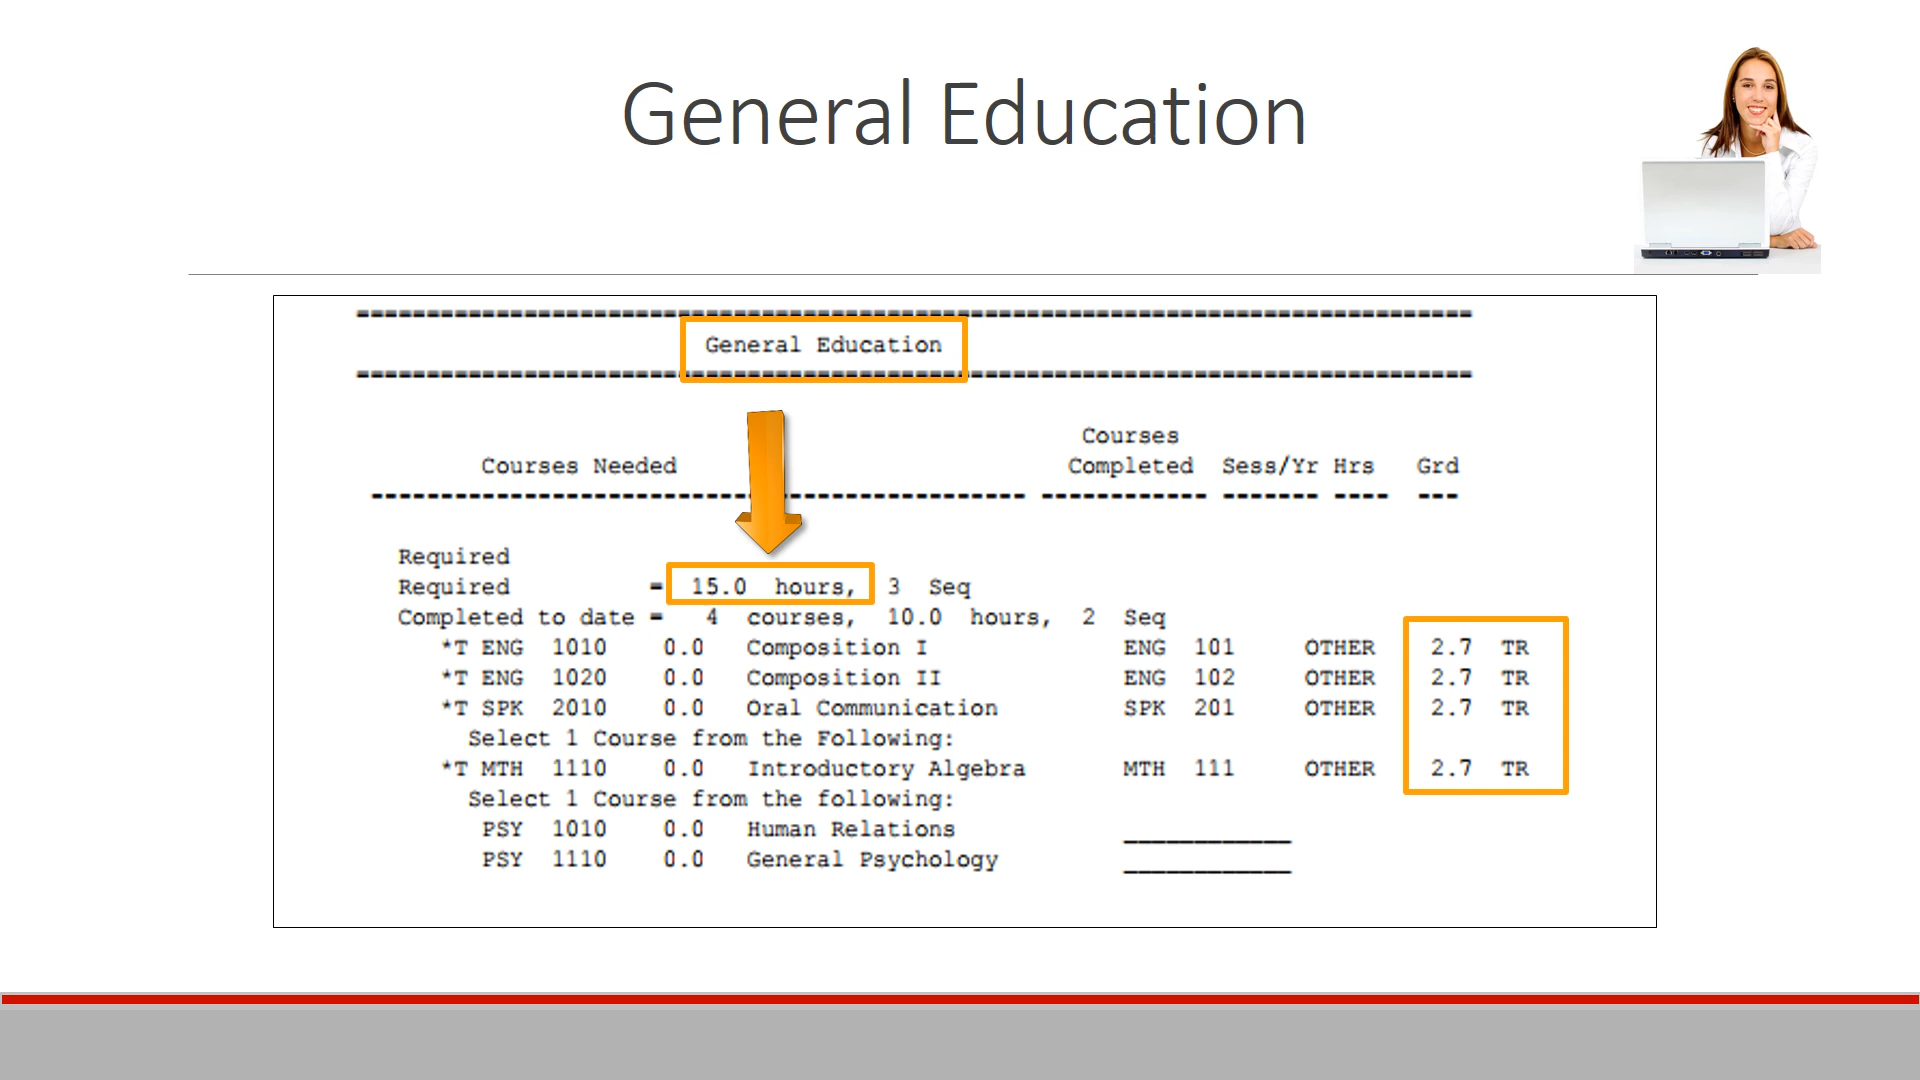 General Education
General Education
Courses
Courses Needed Completed Sess/Yr Hrs Grd
Required
Required = 15.0 hours, 3 Seq
Completed to date = 4 courses, 10.0 hours, 2 Seq
*T ENG 1010 0.0 Composition I ENG 101 OTHER 2.7 TR
*T ENG 1020 0.0 Composition II ENG 102 OTHER 2.7 TR
*T SPK 2010 0.0 Oral Communication SPK 201 OTHER 2.7 TR
Select 1 Course from the Following:
*T MTH 1110 0.0 Introductory Algebra MTH 111 OTHER 2.7 TR
Select 1 Course from the following:
PSY 1010 0.0 Human Relations ____________
PSY 1110 0.0 General Psychology ____________